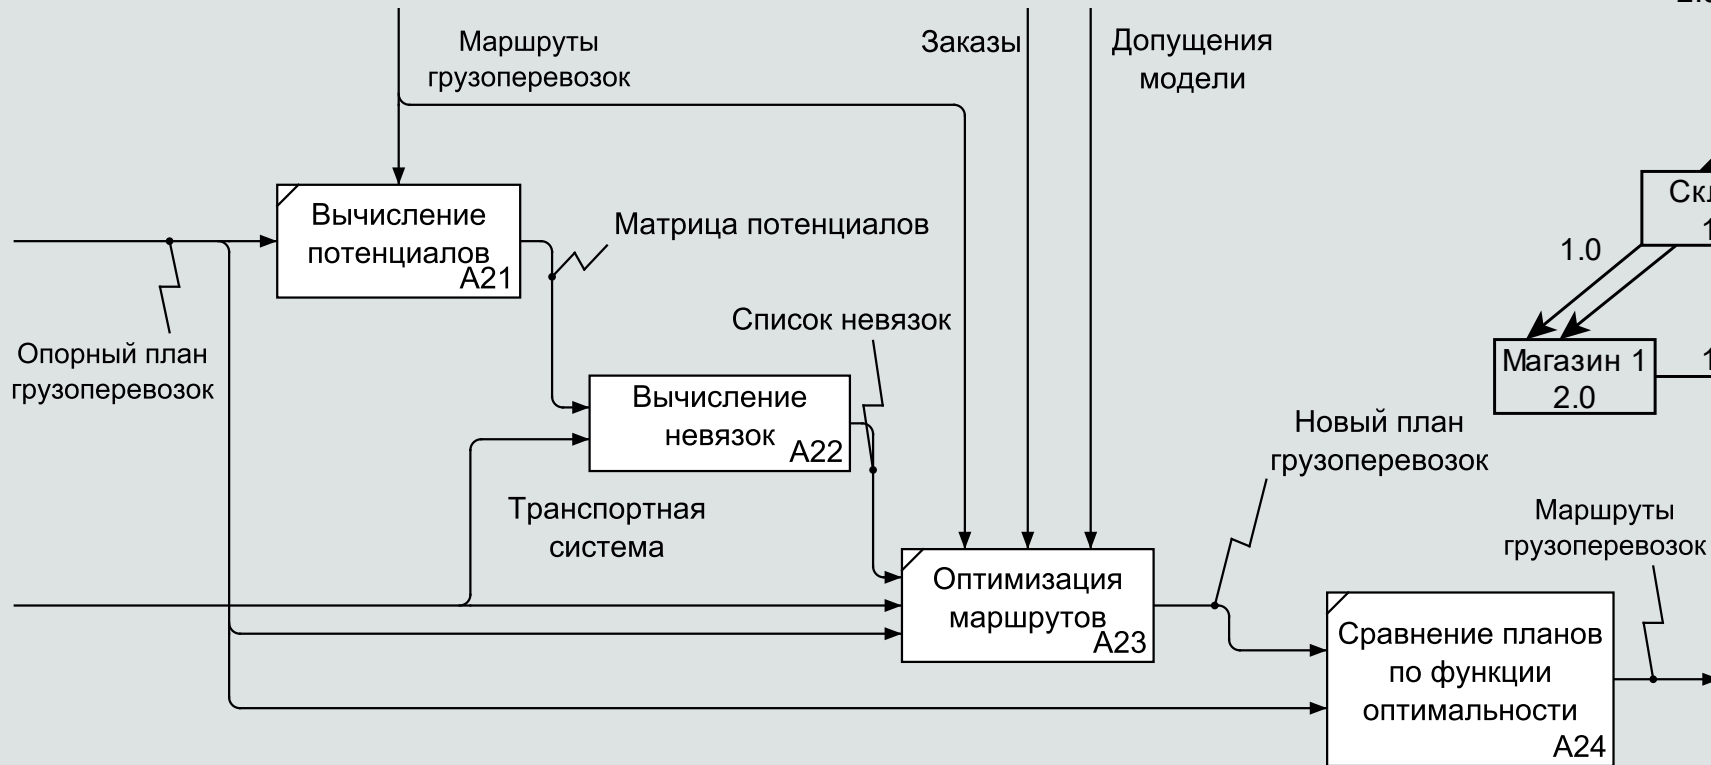 Маршруты
грузоперевозок
Заказы
Допущения
модели
Вычисление
потенциалов
A21
Матрица потенциалов
1.0
Опорный план
грузоперевозок
Список невязок
Магазин 1
2.0
Вычисление
невязок
A22
Новый план
грузоперевозок
Транспортная
система
Маршруты
грузоперевозок
Оптимизация
маршрутов
A23
Сравнение планов
по функции
оптимальности
A24